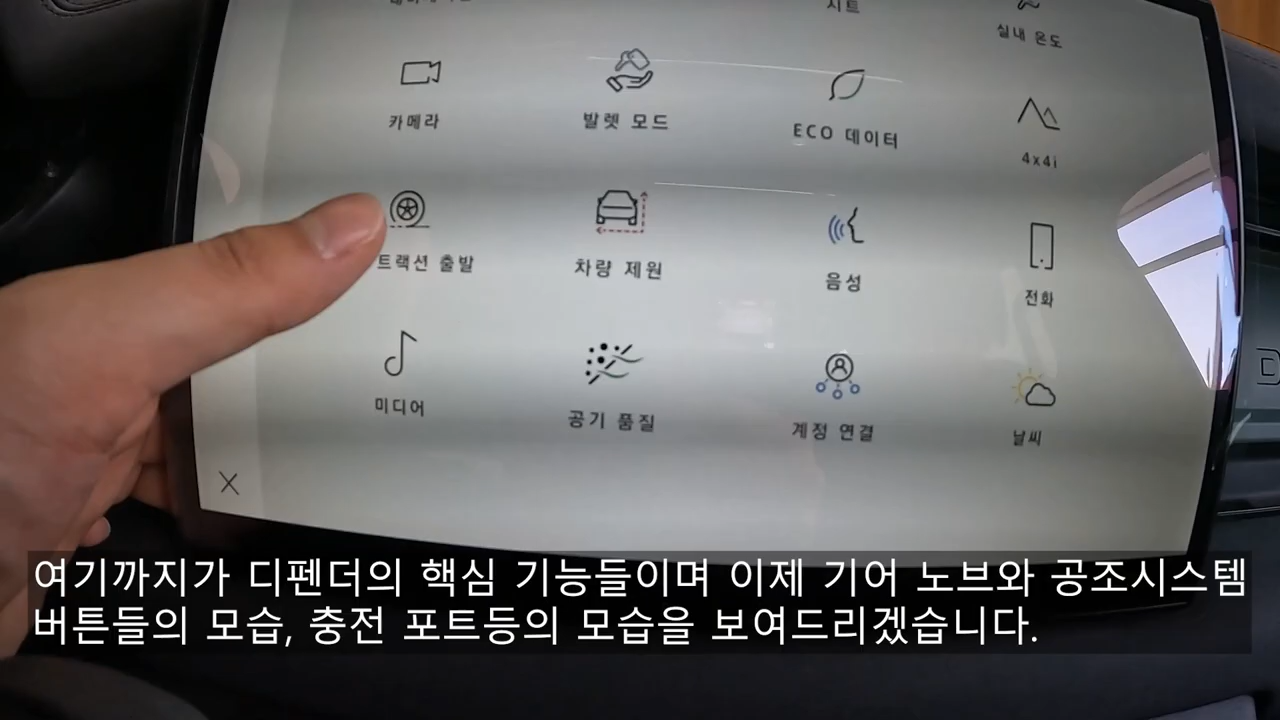 시트
실내 온도
카메라
발렛 모드
ECO 데이터
4x4i
트랙션 출발
차량 제원
음성
전화
미디어
공기 품질
계정 연결
날씨
여기까지가 디펜더의 핵심 기능들이며 이제 기어 노브와 공조시스템
버튼들의 모습, 충전 포트등의 모습을 보여드리겠습니다.